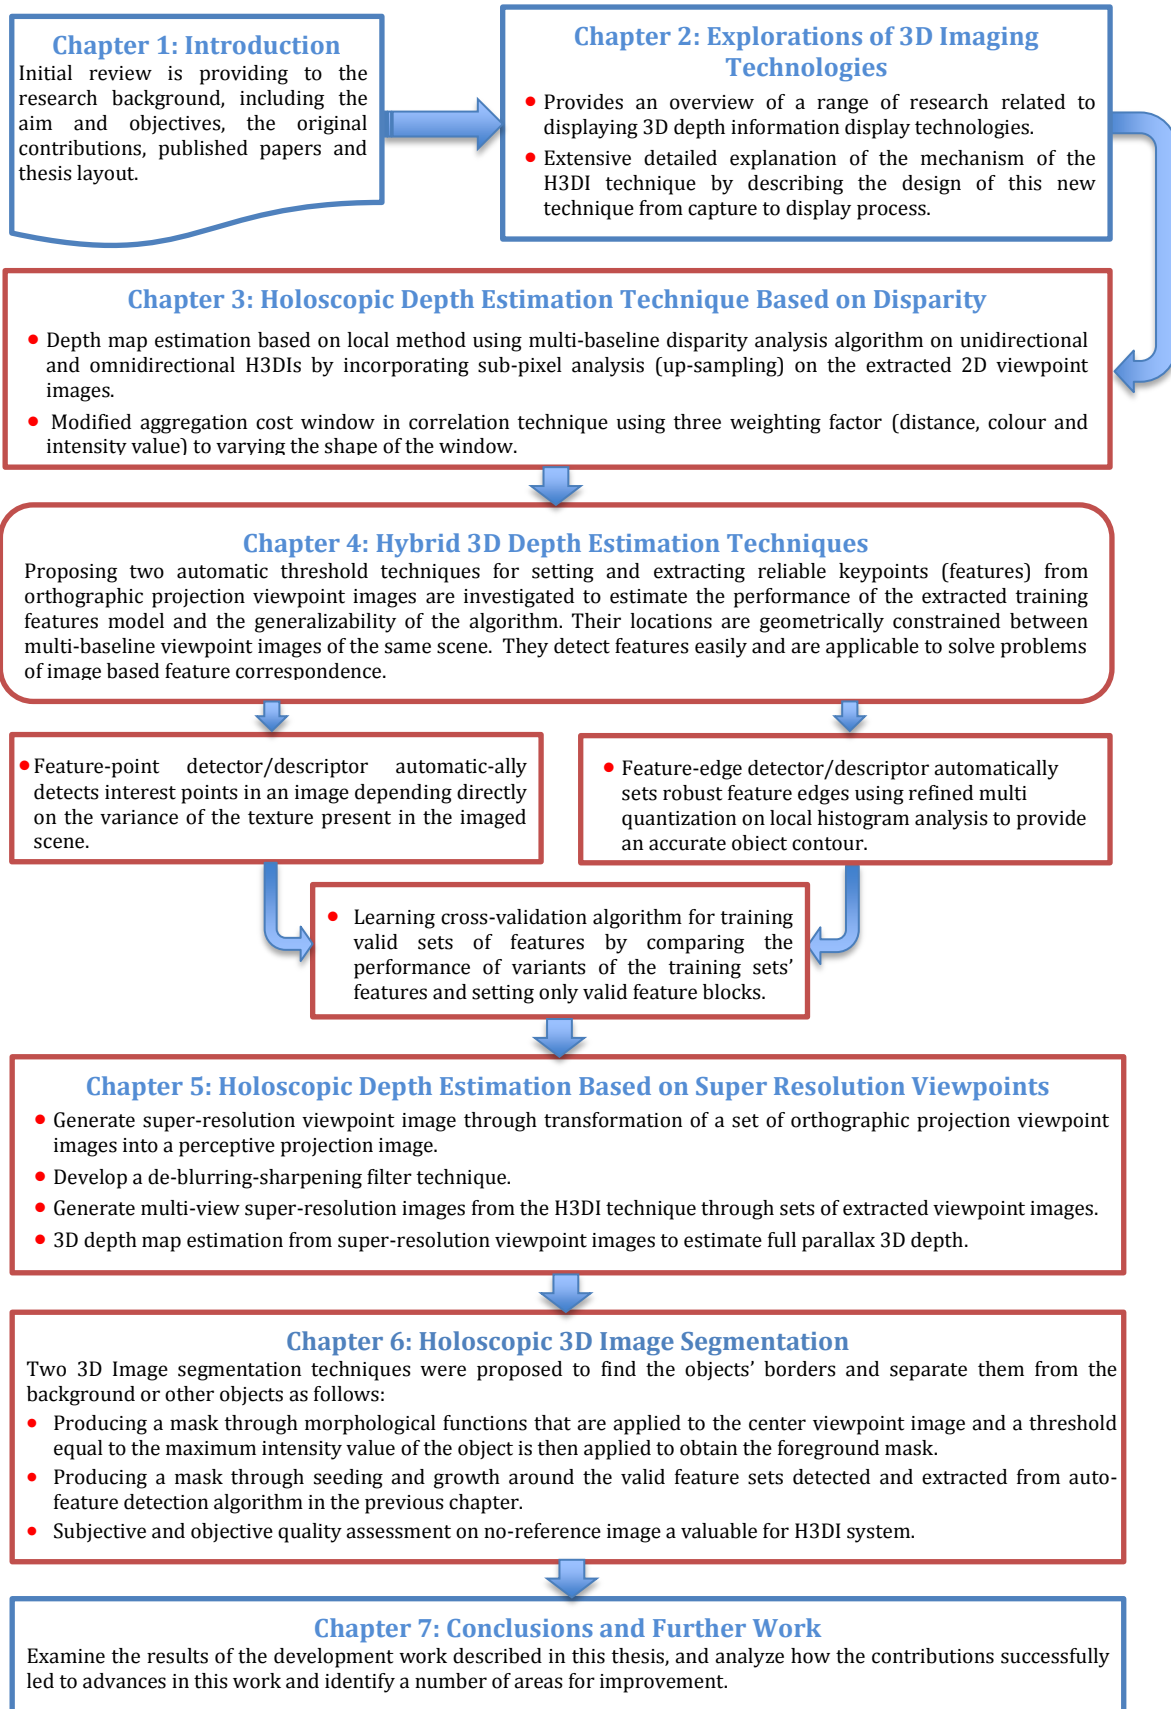 Chapter 1: Introduction
Initial review is providing to the
research background, including the
aim and objectives, the original
contributions, published papers and
thesis layout.
Chapter 2: Explorations of 3D Imaging
Technologies
• Provides an overview of a range of research related to
displaying 3D depth information display technologies.
• Extensive detailed explanation of the mechanism of the
H3DI technique by describing the design of this new
technique from capture to display process.
Chapter 3: Holoscopic Depth Estimation Technique Based on Disparity
• Depth map estimation based on local method using multi-baseline disparity analysis algorithm on unidirectional
and omnidirectional H3DIs by incorporating sub-pixel analysis (up-sampling) on the extracted 2D viewpoint
images.
• Modified aggregation cost window in correlation technique using three weighting factor (distance, colour and
intensity value) to varying the shape of the window.
Chapter 4: Hybrid 3D Depth Estimation Techniques
Proposing two automatic threshold techniques for setting and extracting reliable keypoints (features) from
orthographic projection viewpoint images are investigated to estimate the performance of the extracted training
features model and the generalizability of the algorithm. Their locations are geometrically constrained between
multi-baseline viewpoint images of the same scene. They detect features easily and are applicable to solve problems
of image based feature correspondence.
• Feature-point detector/descriptor automatic-ally
detects interest points in an image depending directly
on the variance of the texture present in the imaged
scene.
• Feature-edge detector/descriptor automatically
sets robust feature edges using refined multi
quantization on local histogram analysis to provide
an accurate object contour.
• Learning cross-validation algorithm for training
valid sets of features by comparing the
performance of variants of the training sets’
features and setting only valid feature blocks.
Chapter 5: Holoscopic Depth Estimation Based on Super Resolution Viewpoints
• Generate super-resolution viewpoint image through transformation of a set of orthographic projection viewpoint
images into a perceptive projection image.
• Develop a de-blurring-sharpening filter technique.
• Generate multi-view super-resolution images from the H3DI technique through sets of extracted viewpoint images.
• 3D depth map estimation from super-resolution viewpoint images to estimate full parallax 3D depth.
Chapter 6: Holoscopic 3D Image Segmentation
Two 3D Image segmentation techniques were proposed to find the objects’ borders and separate them from the
background or other objects as follows:
• Producing a mask through morphological functions that are applied to the center viewpoint image and a threshold
equal to the maximum intensity value of the object is then applied to obtain the foreground mask.
• Producing a mask through seeding and growth around the valid feature sets detected and extracted from auto-
feature detection algorithm in the previous chapter.
• Subjective and objective quality assessment on no-reference image a valuable for H3DI system.
Chapter 7: Conclusions and Further Work
Examine the results of the development work described in this thesis, and analyze how the contributions successfully
led to advances in this work and identify a number of areas for improvement.